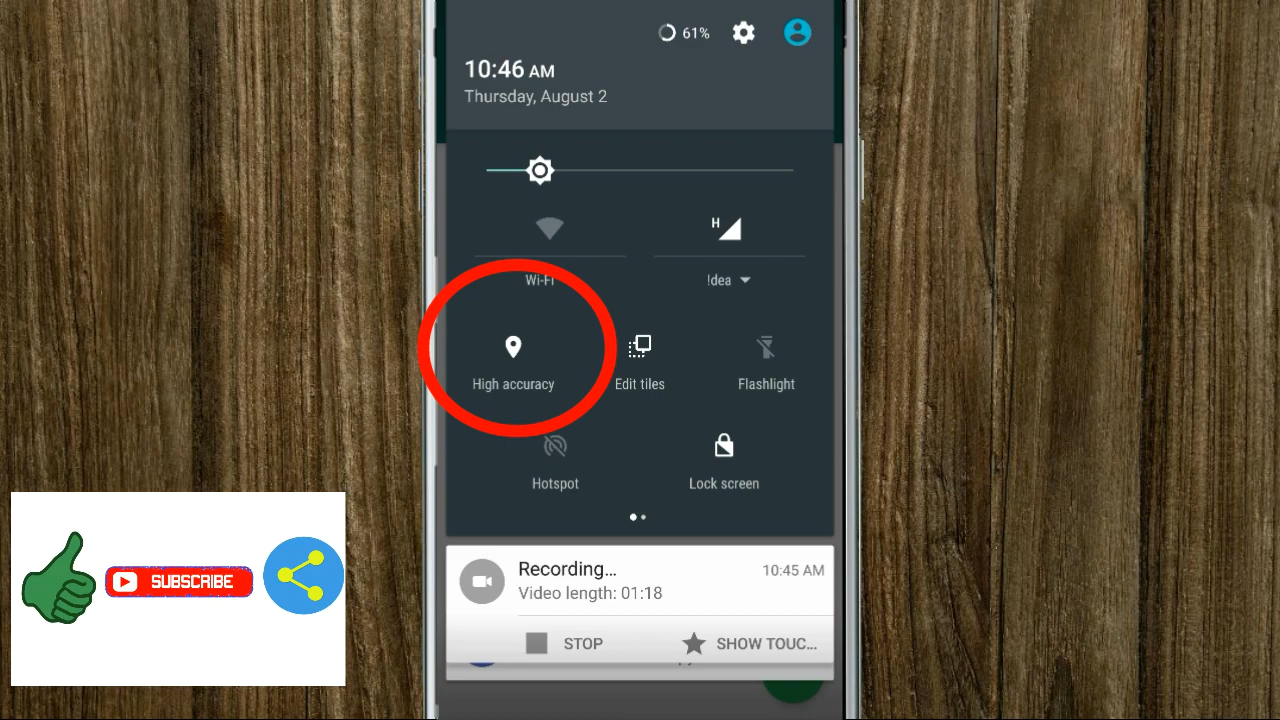 61%
10:46 AM
Thursday, August 2
H
Wi-Fi
!dea
High accuracy
Edit tiles
Flashlight
Hotspot
Lock screen
Recording...
10:45 AM
Video length: 01:18
STOP
SHOW TOUC...
SUBSCRIBE